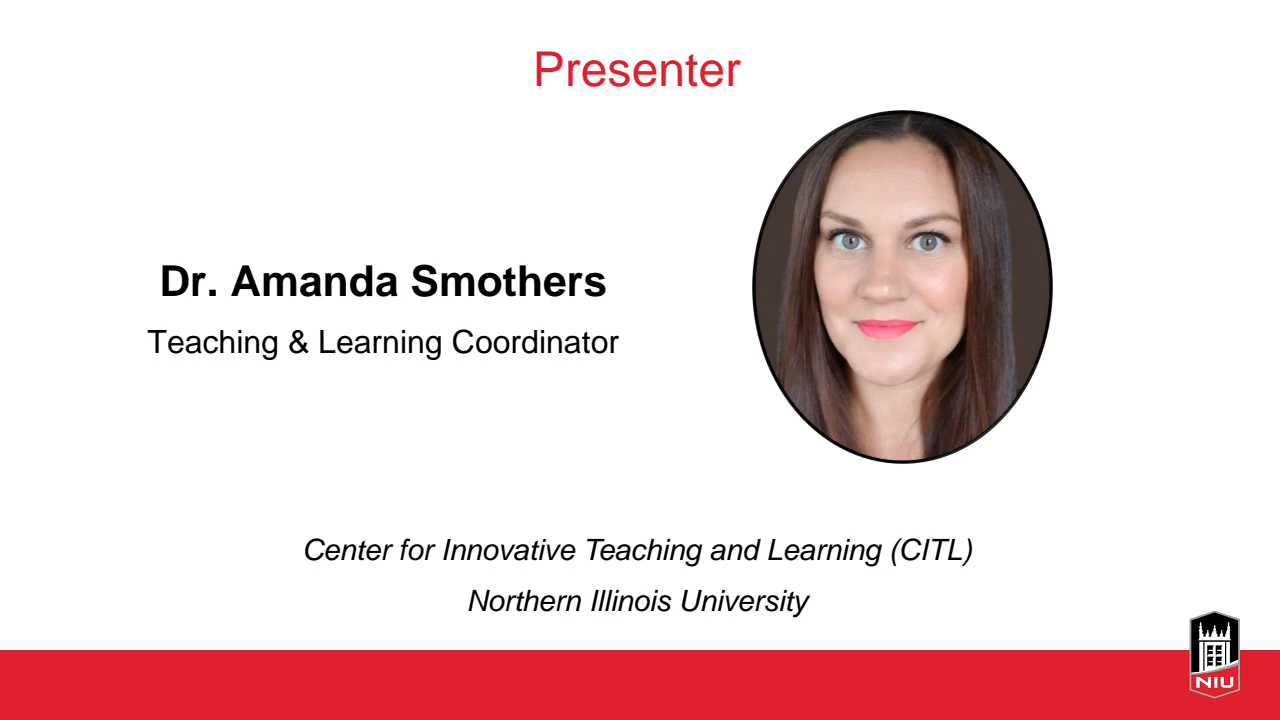 Presenter
Dr. Amanda Smothers
Teaching & Learning Coordinator
Center for Innovative Teaching and Learning (CITL)
Northern Illinois University
NIU